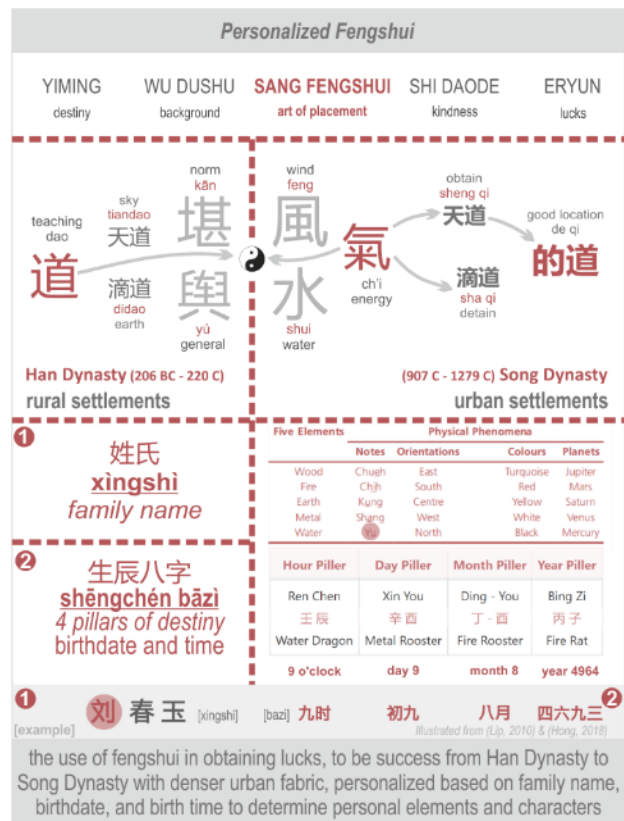 Personalized Fengshui
YIMING WU DUSHU SANG FENGSHUI SHI DAODE ERYUN
destiny background art of placement kindness lucks
teaching
dao
道
sky
tiandao
天道
滴道
didao
earth
norm
kān
堪
舆
yú
general
wind
feng
風
水
shui
water
氣
ch'i
energy
obtain
sheng qi
天道
滴道
sha qi
detain
good location
de qi
的道
Han Dynasty (206 BC - 220 C)
rural settlements
(907 C - 1279 C) Song Dynasty
urban settlements
1
姓氏
xìngshì
family name
2
生辰八字
shēngchén bāzì
4 pillars of destiny
birthdate and time
Five Elements Physical Phenomena
Notes Orientations Colours Planets
Wood Chueh East Turquoise Jupiter
Fire Chih South Red Mars
Earth Kung Centre Yellow Saturn
Metal Shang West White Venus
Water Yu North Black Mercury
Hour Piller Day Piller Month Piller Year Piller
Ren Chen Xin You Ding - You Bing Zi
壬辰 辛酉 丁 - 酉 丙子
Water Dragon Metal Rooster Fire Rooster Fire Rat
9 o'clock day 9 month 8 year 4964
1
[example]
刘春玉 [xingshi] [bazi] 九时 初九 八月 四六九三
2
Illustrated from (Lip, 2010) & (Hong, 2018)
the use of fengshui in obtaining lucks, to be success from Han Dynasty to
Song Dynasty with denser urban fabric, personalized based on family name,
birthdate, and birth time to determine personal elements and characters